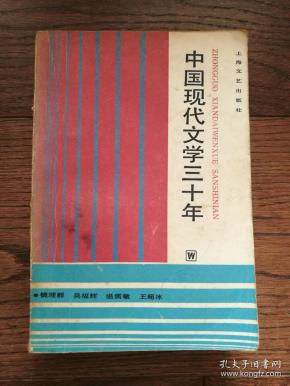 上海文艺出版社
ZHONGGUO XIANDAIWENXUE SANSHINIAN
中国现代文学三十年
W
●钱理群 吴福辉 温儒敏 王超冰
孔夫子旧书网